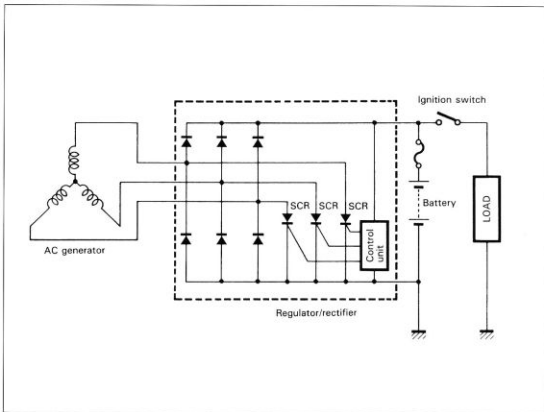 Ignition switch
SCR
SCR
SCR
Battery
LOAD
Control
unit
AC generator
Regulator/rectifier